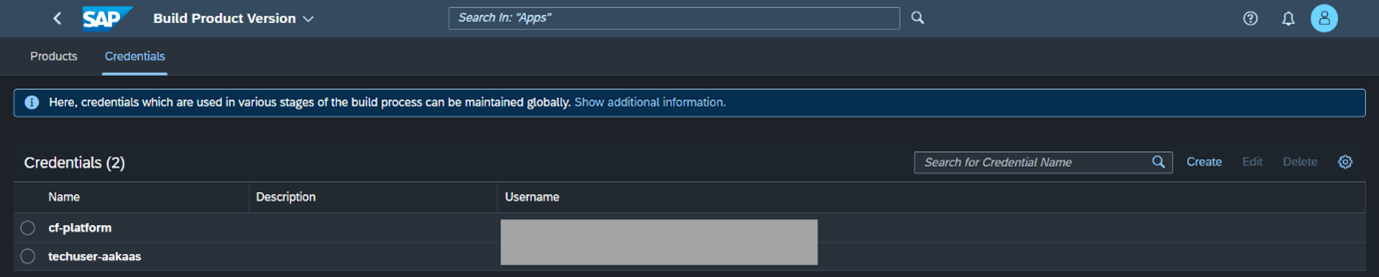 SAP Build Product Version Search In: "Apps"
Products Credentials
Here, credentials which are used in various stages of the build process can be maintained globally. Show additional information.
Credentials (2) Search for Credential Name Create Edit Delete
Name Description Username
cf-platform
techuser-aakaas